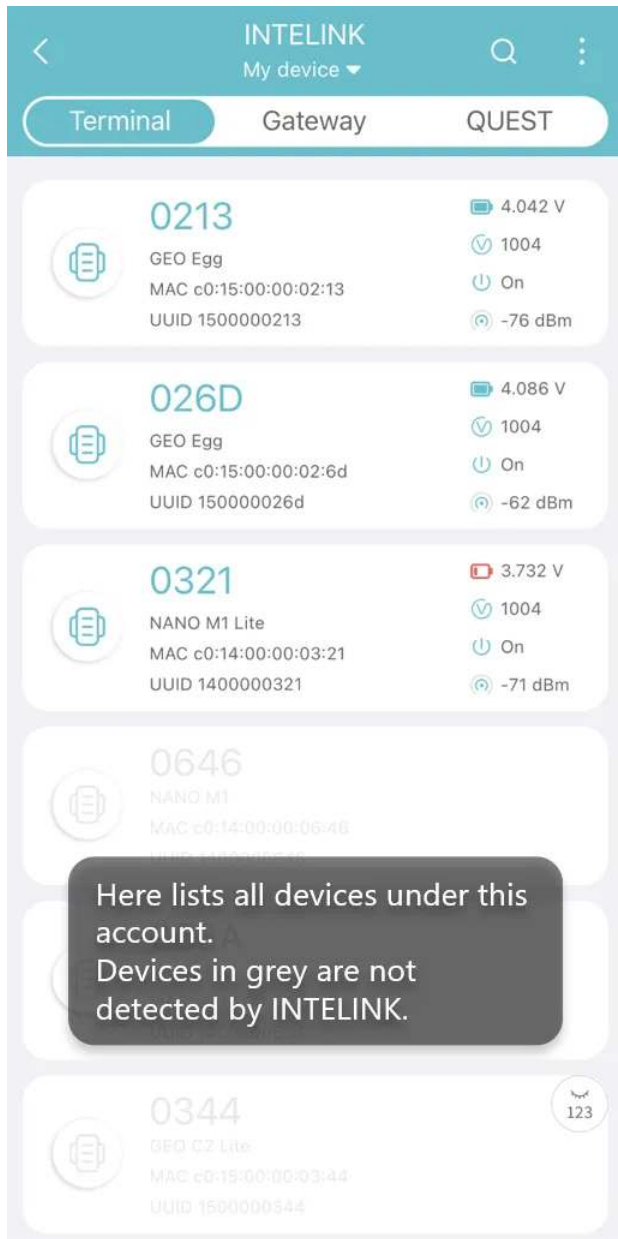 INTELINK
My device
Terminal Gateway QUEST
0213
4.042 V
GEO Egg
1004
MAC c0:15:00:00:02:13
On
UUID 1500000213
-76 dBm
026D
4.086 V
GEO Egg
1004
MAC c0:15:00:00:02:6d
On
UUID 150000026d
-62 dBm
0321
3.732 V
NANO M1 Lite
1004
MAC c0:14:00:00:03:21
On
UUID 1400000321
-71 dBm
0646
NANO M1
MAC c0:14:00:00:06:46
Here lists all devices under this
account.
Devices in grey are not
detected by INTELINK.
0344
123
GEO C2 Lite
MAC c0:15:00:00:03:44